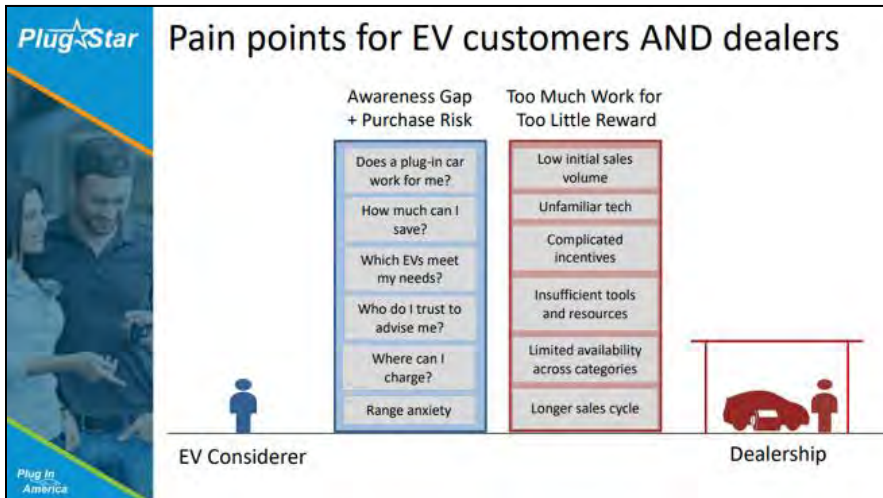 PlugStar
Pain points for EV customers AND dealers
Awareness Gap
+ Purchase Risk
Does a plug-in car
work for me?
How much can I
save?
Which EVs meet
my needs?
Who do I trust to
advise me?
Where can I
charge?
Range anxiety
Too Much Work for
Too Little Reward
Low initial sales
volume
Unfamiliar tech
Complicated
incentives
Insufficient tools
and resources
Limited availability
across categories
Longer sales cycle
EV Considerer
Dealership
Plug In
America